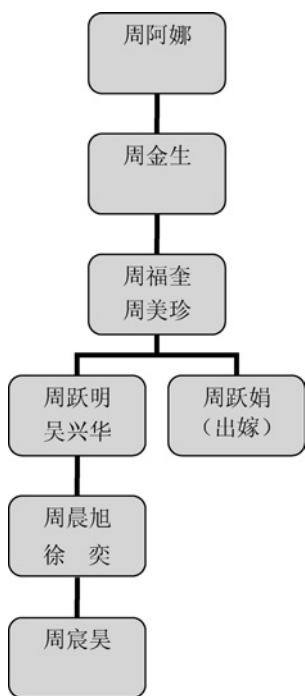 周阿娜
周金生
周福奎
周美珍
周跃明
吴兴华
周跃娟
（出嫁）
周晨旭
徐　奕
周宸昊